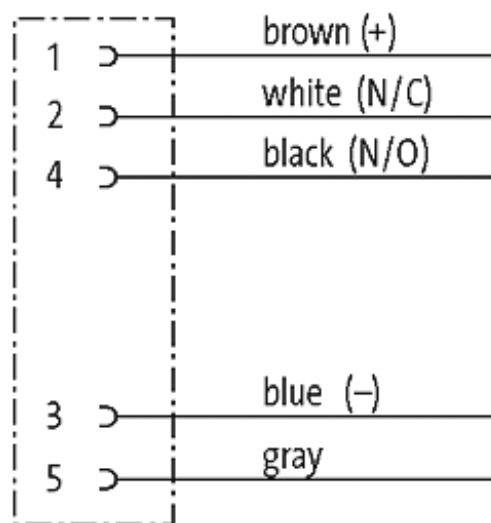 1 brown (+)
2 white (N/C)
4 black (N/O)
3 blue (–)
5 gray